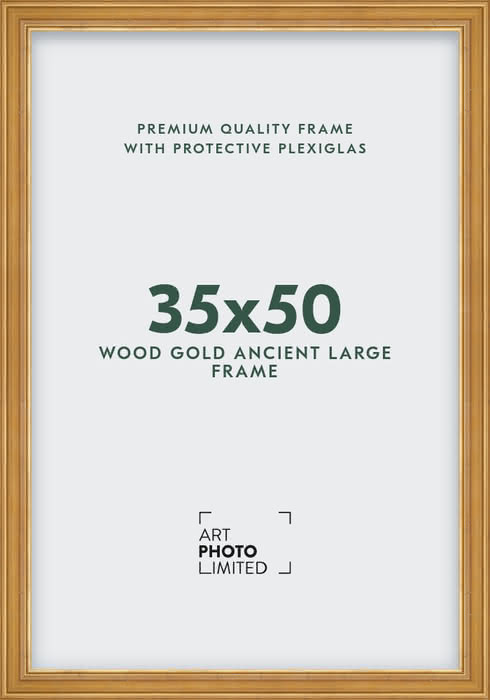 PREMIUM QUALITY FRAME
WITH PROTECTIVE PLEXIGLAS
35x50
WOOD GOLD ANCIENT LARGE
FRAME
ART
PHOTO
LIMITED